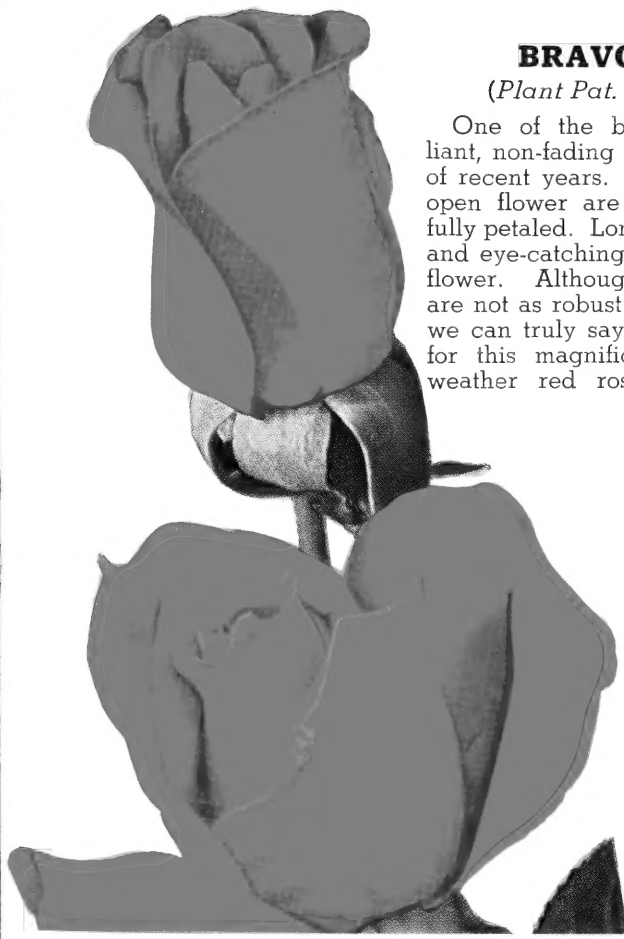 BRAVO
(Plant Pat.
One of the b
liant, non-fading
of recent years.
open flower are
fully petaled. Lon
and eye-catching
flower. Althoug
are not as robust
we can truly say
for this magnific
weather red ros